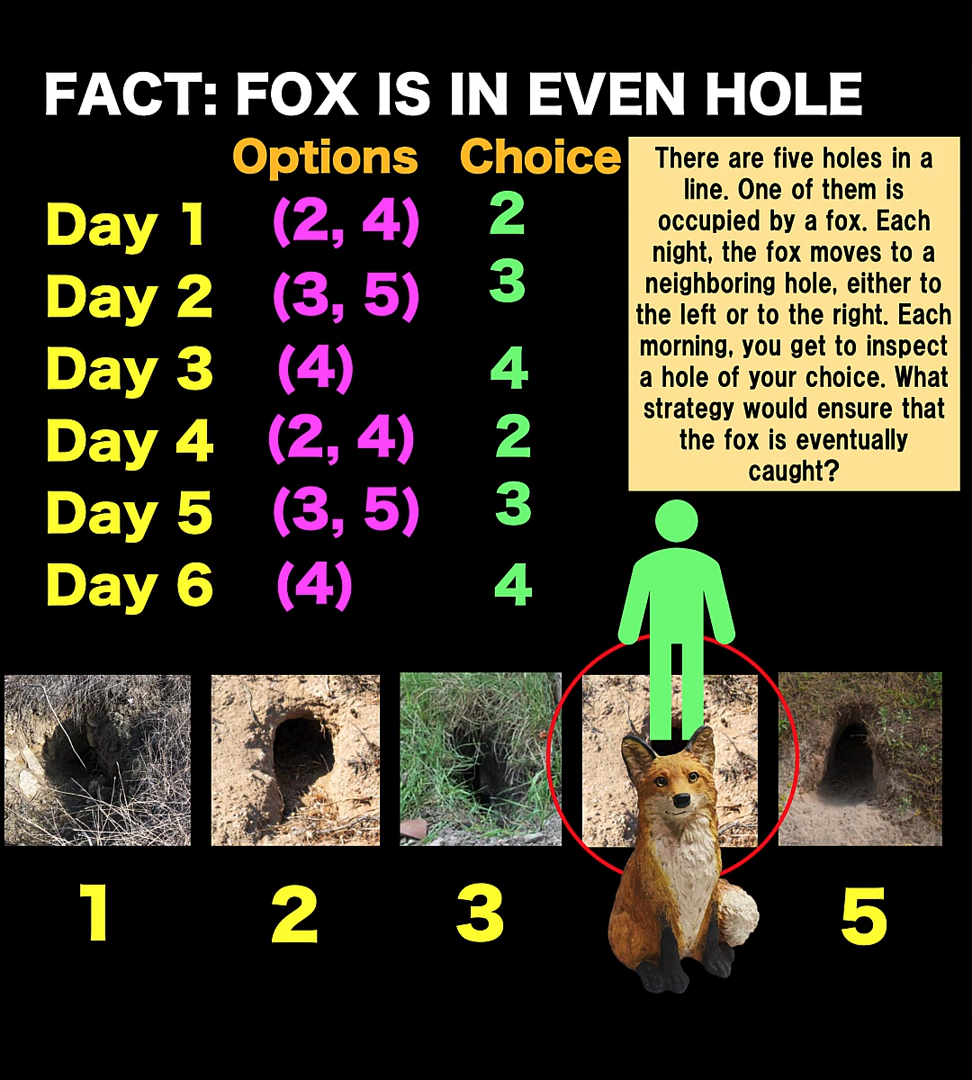 FACT: FOX IS IN EVEN HOLE
Options Choice
Day 1 (2, 4) 2
Day 2 (3, 5) 3
Day 3 (4) 4
Day 4 (2, 4) 2
Day 5 (3, 5) 3
Day 6 (4) 4
There are five holes in a
line. One of them is
occupied by a fox. Each
night, the fox moves to a
neighboring hole, either to
the left or to the right. Each
morning, you get to inspect
a hole of your choice. What
strategy would ensure that
the fox is eventually
caught?
1 2 3 5